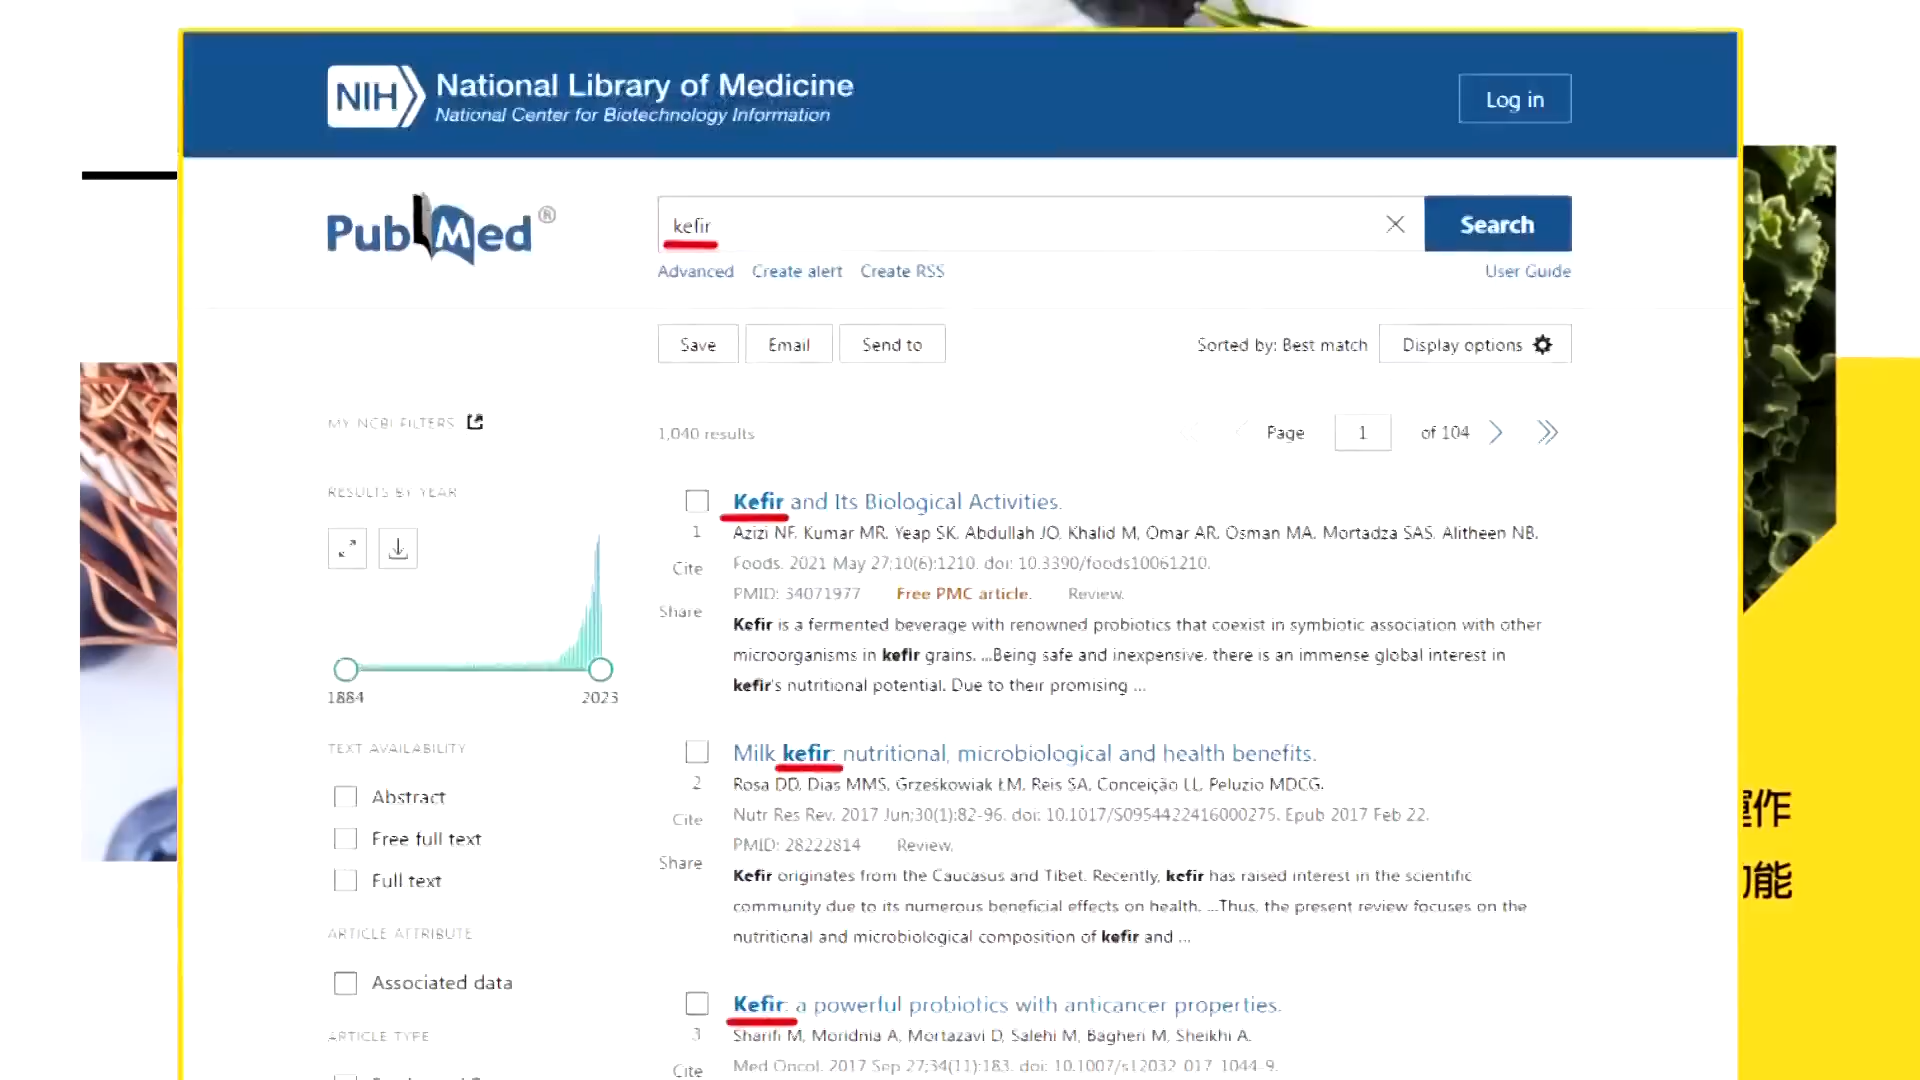 NIH National Library of Medicine
National Center for Biotechnology Information
Log in
PubMed®
kefir
Search
Advanced Create alert Create RSS
User Guide
Save Email Send to
Sorted by: Best match
Display options
MY NCBI FILTERS
1,040 results
Page 1 of 104
RESULTS BY YEAR
1884 2023
TEXT AVAILABILITY
Abstract
Free full text
Full text
ARTICLE ATTRIBUTE
Associated data
ARTICLE TYPE
Kefir and Its Biological Activities.
1
Azizi NF, Kumar MR, Yeap SK, Abdullah JO, Khalid M, Omar AR, Osman MA, Mortadza SAS, Alitheen NB.
Cite
Foods. 2021 May 27;10(6):1210. doi: 10.3390/foods10061210.
PMID: 34071977 Free PMC article. Review.
Share
Kefir is a fermented beverage with renowned probiotics that coexist in symbiotic association with other
microorganisms in kefir grains. ...Being safe and inexpensive, there is an immense global interest in
kefir's nutritional potential. Due to their promising ...
Milk kefir: nutritional, microbiological and health benefits.
2
Rosa DD, Dias MMS, Grześkowiak ŁM, Reis SA, Conceição LL, Peluzio MDCG.
Cite
Nutr Res Rev. 2017 Jun;30(1):82-96. doi: 10.1017/S0954422416000275. Epub 2017 Feb 22.
PMID: 28222814 Review.
Share
Kefir originates from the Caucasus and Tibet. Recently, kefir has raised interest in the scientific
community due to its numerous beneficial effects on health. ...Thus, the present review focuses on the
nutritional and microbiological composition of kefir and ...
Kefir: a powerful probiotics with anticancer properties.
3
Sharifi M, Moridnia A, Mortazavi D, Salehi M, Bagheri M, Sheikhi A.
Cite
Med Oncol. 2017 Sep 27;34(11):183. doi: 10.1007/s12032-017-1044-9.
作
能